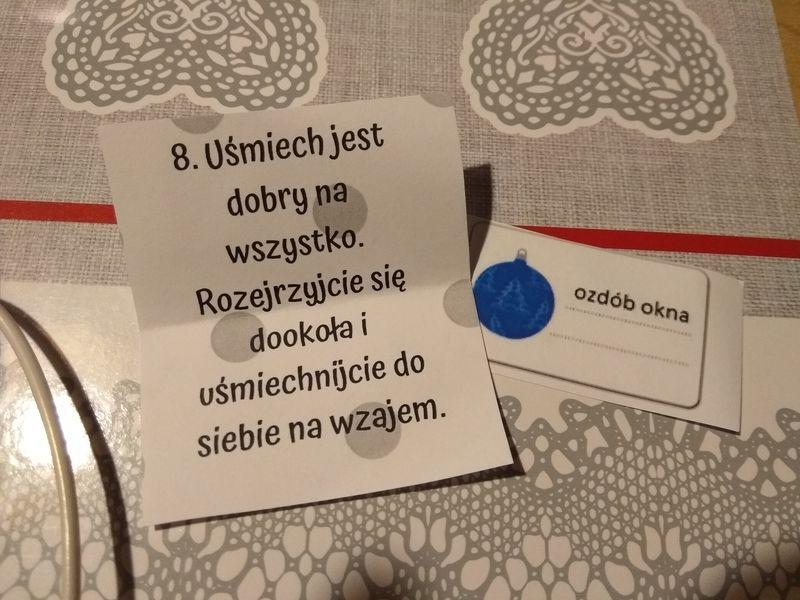 8. Uśmiech jest
dobry na
wszystko.
Rozejrzyjcie się
dookoła i
uśmiechnijcie do
siebie na wzajem.
ozdób okna